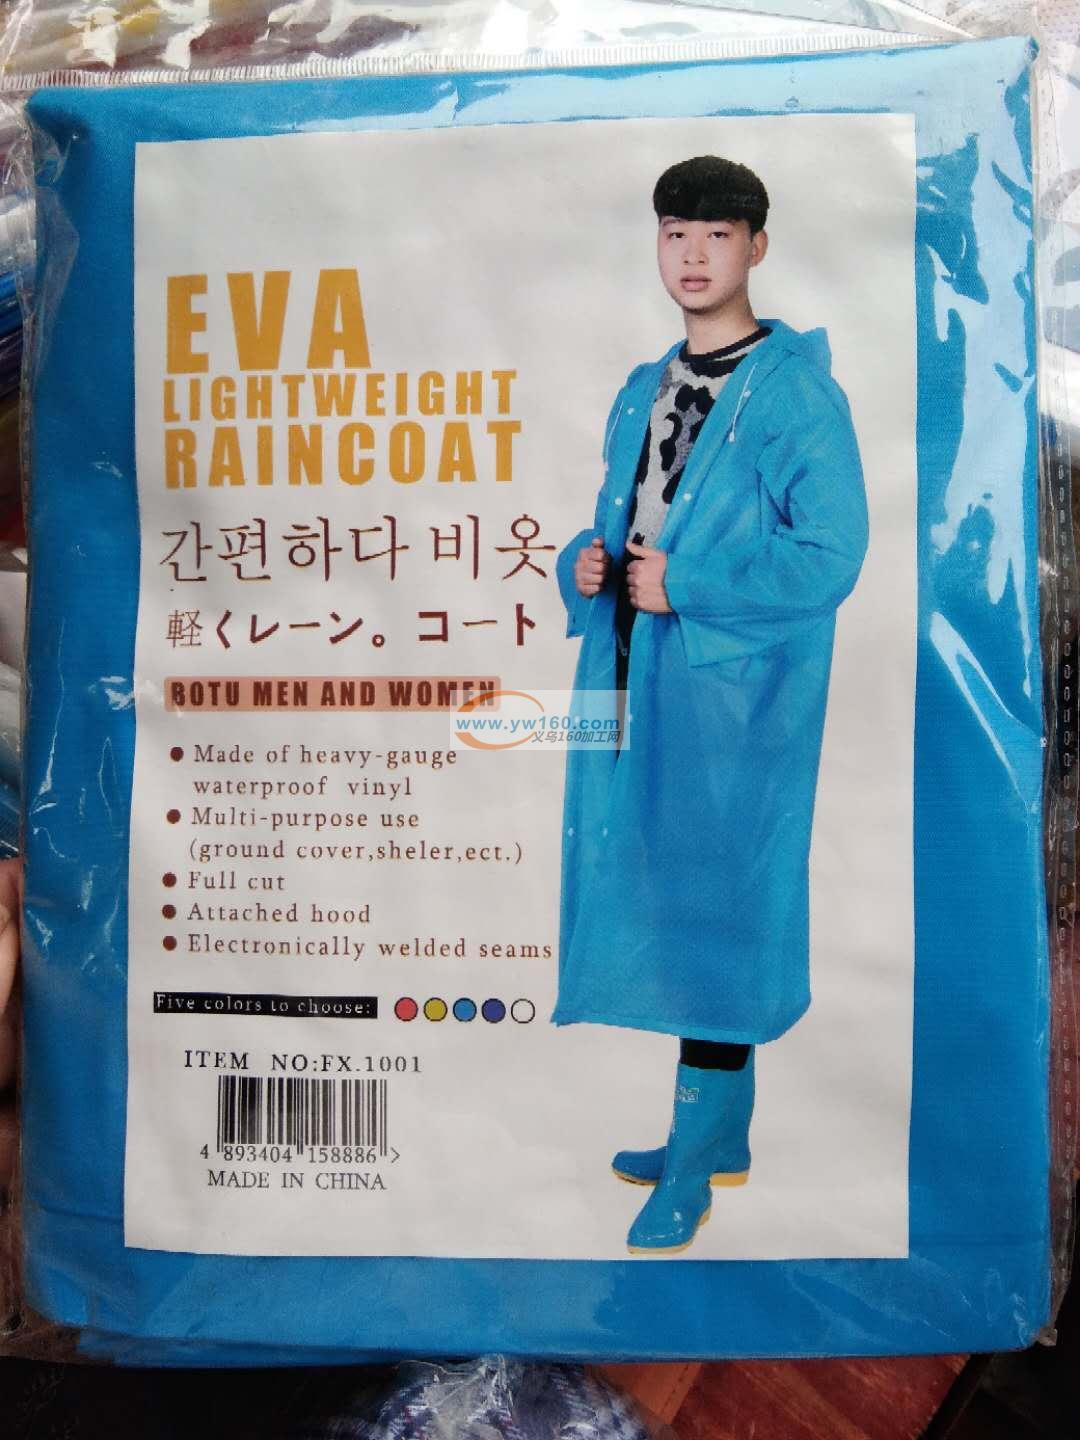 EVA
LIGHTWEIGHT
RAINCOAT
간편하다 비옷
軽くレーン。コート
BOTU MEN AND WOMEN
www.yw160.com
义乌160加工网
● Made of heavy-gauge
waterproof vinyl
● Multi-purpose use
(ground cover,sheler,ect.)
● Full cut
● Attached hood
● Electronically welded seams
Five colors to choose:
ITEM NO:FX.1001
4 893404 158886 >
MADE IN CHINA